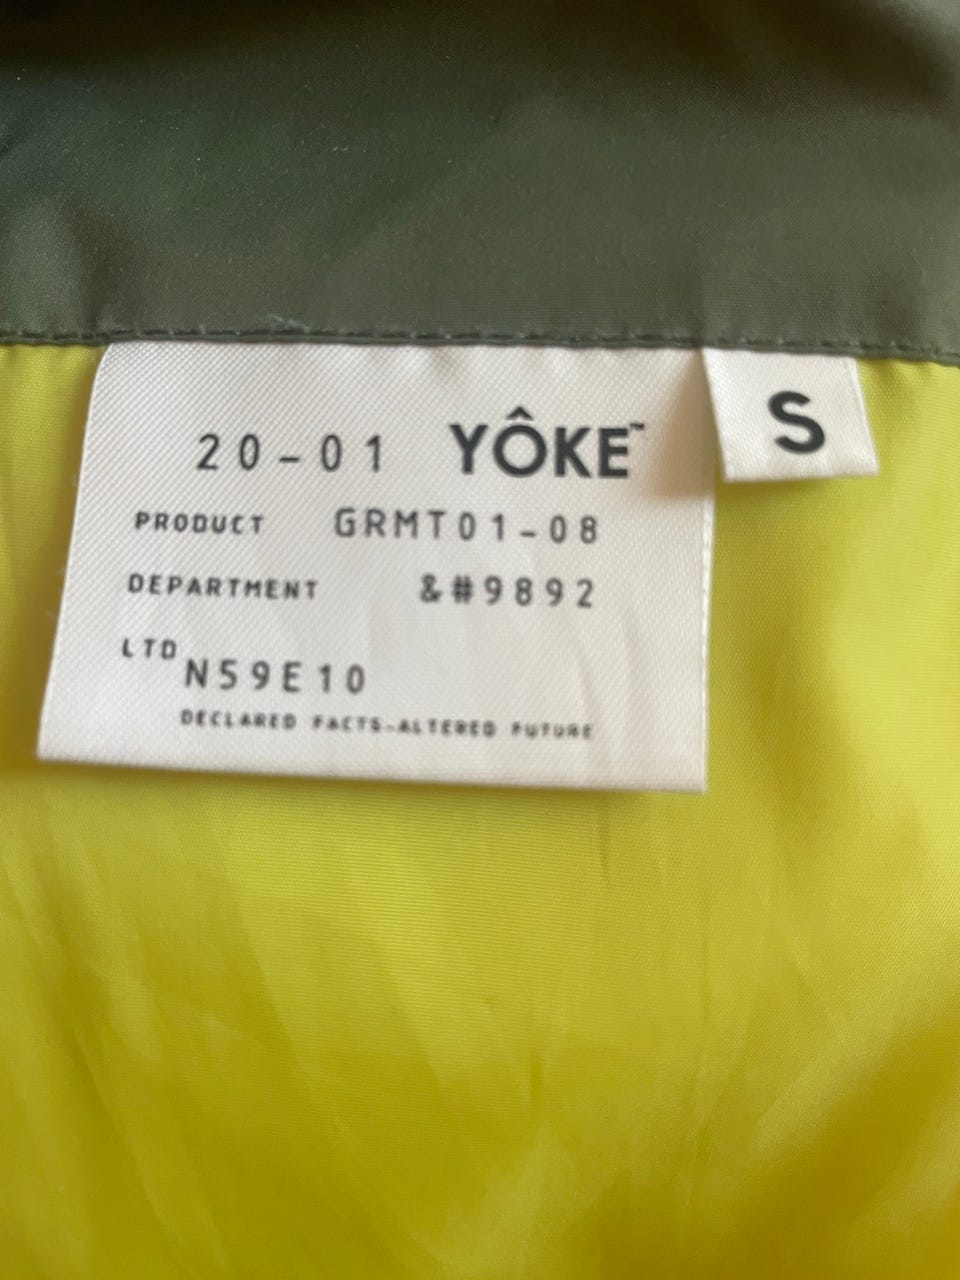 20-01 YÔKE™ S
PRODUCT GRMT01-08
DEPARTMENT &#9892
LTD N59E10
DECLARED FACTS-ALTERED FUTURE